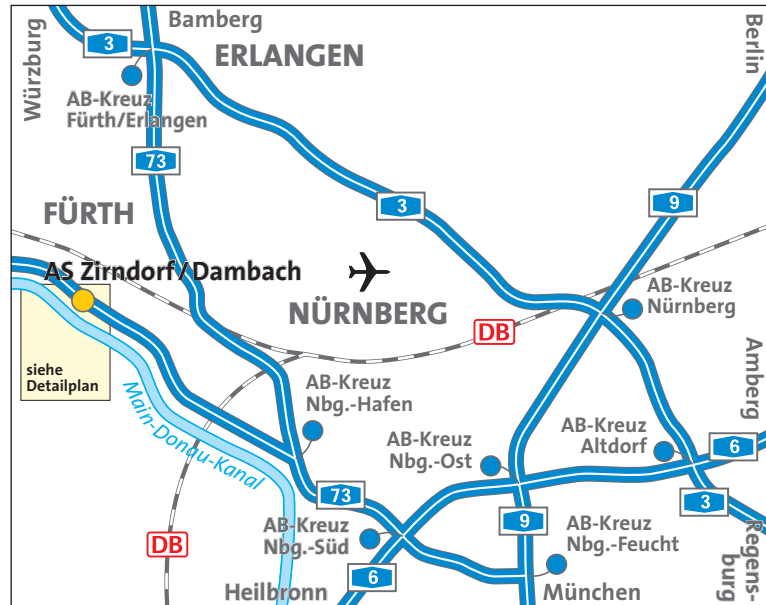 Bamberg
3
ERLANGEN
3
Würzburg
Berlin
AB-Kreuz
Fürth/Erlangen
73
9
FÜRTH
AS Zirndorf/Dambach
AB-Kreuz
Nürnberg
NÜRNBERG
DB
siehe
Detailplan
Main-Donau-Kanal
AB-Kreuz
Nbg.-Hafen
Amberg
AB-Kreuz
Altdorf
AB-Kreuz
Nbg.-Ost
6
73
3
9
AB-Kreuz
Nbg.-Süd
AB-Kreuz
Nbg.-Feucht
DB
6
Heilbronn
München
Regens-
burg